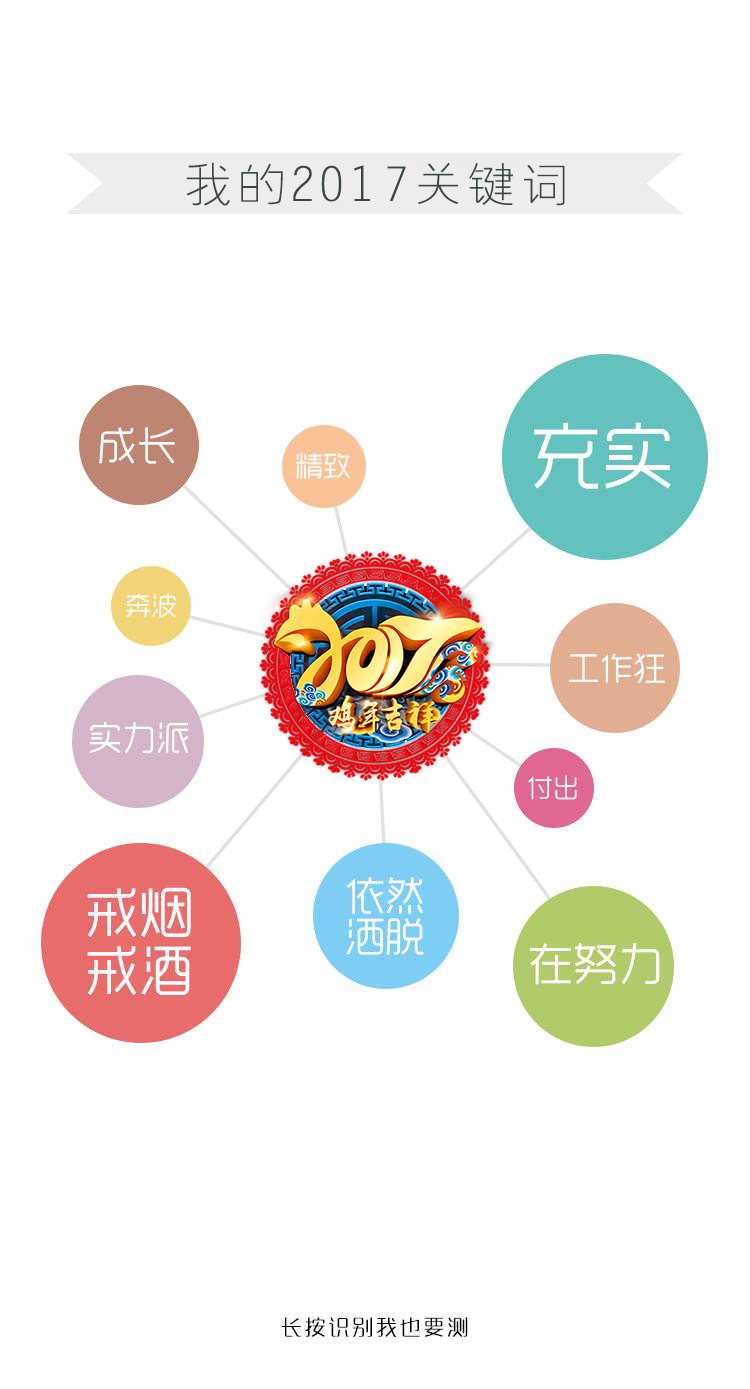 我的2017关键词
成长
精致
充实
奔波
2017
鸡年吉祥
工作狂
实力派
付出
戒烟
戒酒
依然
洒脱
在努力
长按识别我也要测